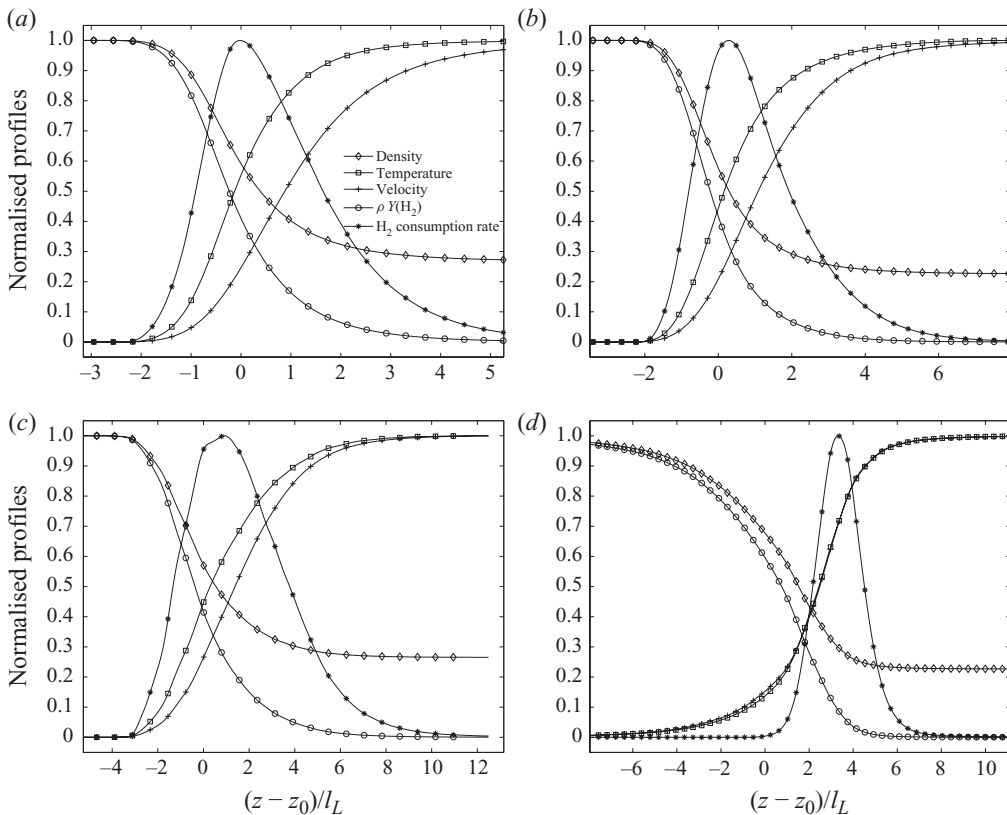 (a)
1.0
0.9
0.8
0.7
0.6
0.5
0.4
0.3
0.2
0.1
0
Normalised profiles
Density
Temperature
Velocity
ρ Y(H₂)
H₂ consumption rate
–3 –2 –1 0 1 2 3 4 5
(b)
1.0
0.9
0.8
0.7
0.6
0.5
0.4
0.3
0.2
0.1
0
–2 0 2 4 6
(c)
1.0
0.9
0.8
0.7
0.6
0.5
0.4
0.3
0.2
0.1
0
Normalised profiles
–4 –2 0 2 4 6 8 10 12
(z – z₀)/l_L
(d)
1.0
0.9
0.8
0.7
0.6
0.5
0.4
0.3
0.2
0.1
0
–6 –4 –2 0 2 4 6 8 10
(z – z₀)/l_L